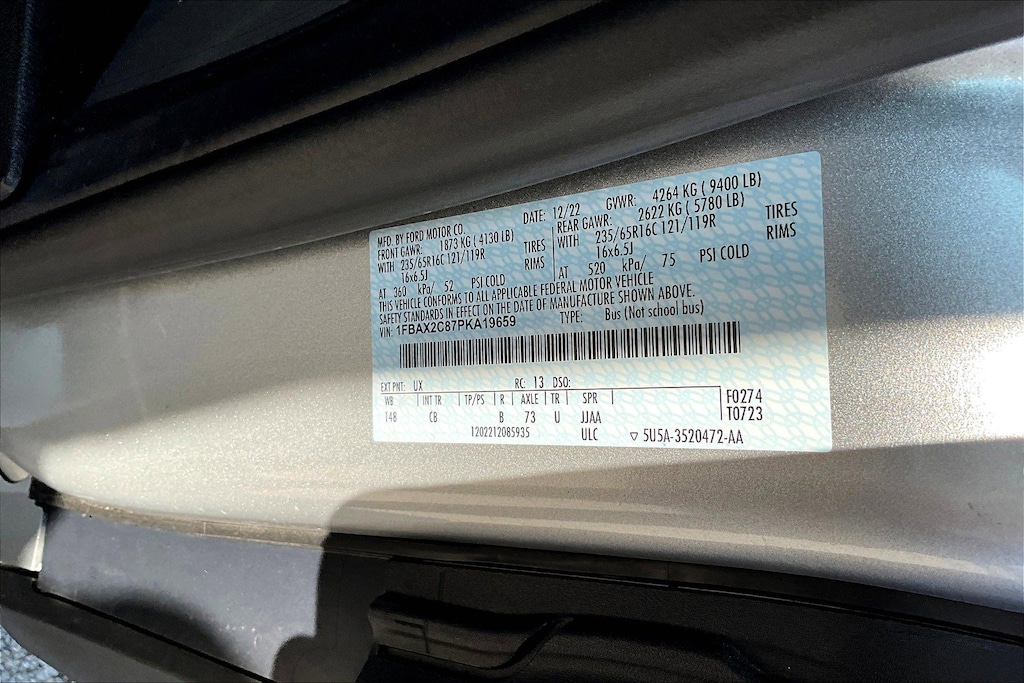 MFD. BY FORD MOTOR CO. DATE: 12/22 GVWR: 4264 KG ( 9400 LB)
FRONT GAWR: 1873 KG ( 4130 LB) REAR GAWR: 2622 KG ( 5780 LB)
WITH 235/65R16C 121/119R TIRES WITH 235/65R16C 121/119R TIRES
16x6.5J RIMS 16x6.5J RIMS
AT 360 kPa/ 52 PSI COLD AT 520 kPa/ 75 PSI COLD
THIS VEHICLE CONFORMS TO ALL APPLICABLE FEDERAL MOTOR VEHICLE
SAFETY STANDARDS IN EFFECT ON THE DATE OF MANUFACTURE SHOWN ABOVE.
VIN: 1FBAX2C87PKA19659 TYPE: Bus (Not school bus)
EXT PNT: UX RC: 13 DSO:
WB INT TR TP/PS R AXLE TR SPR F0274
148 CB B 73 U JJAA T0723
1202212085935 ULC ▽ 5U5A-3520472-AA